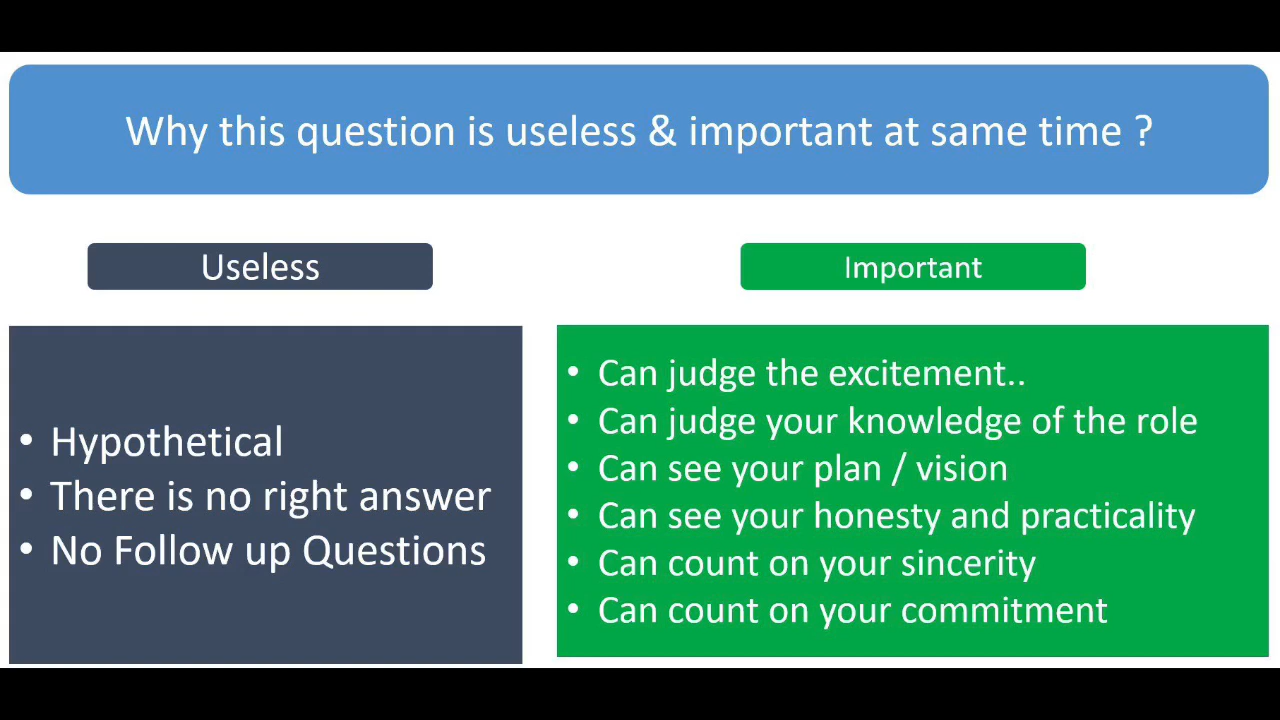 Why this question is useless & important at same time ?
Useless
Important
• Hypothetical
• There is no right answer
• No Follow up Questions
• Can judge the excitement..
• Can judge your knowledge of the role
• Can see your plan / vision
• Can see your honesty and practicality
• Can count on your sincerity
• Can count on your commitment